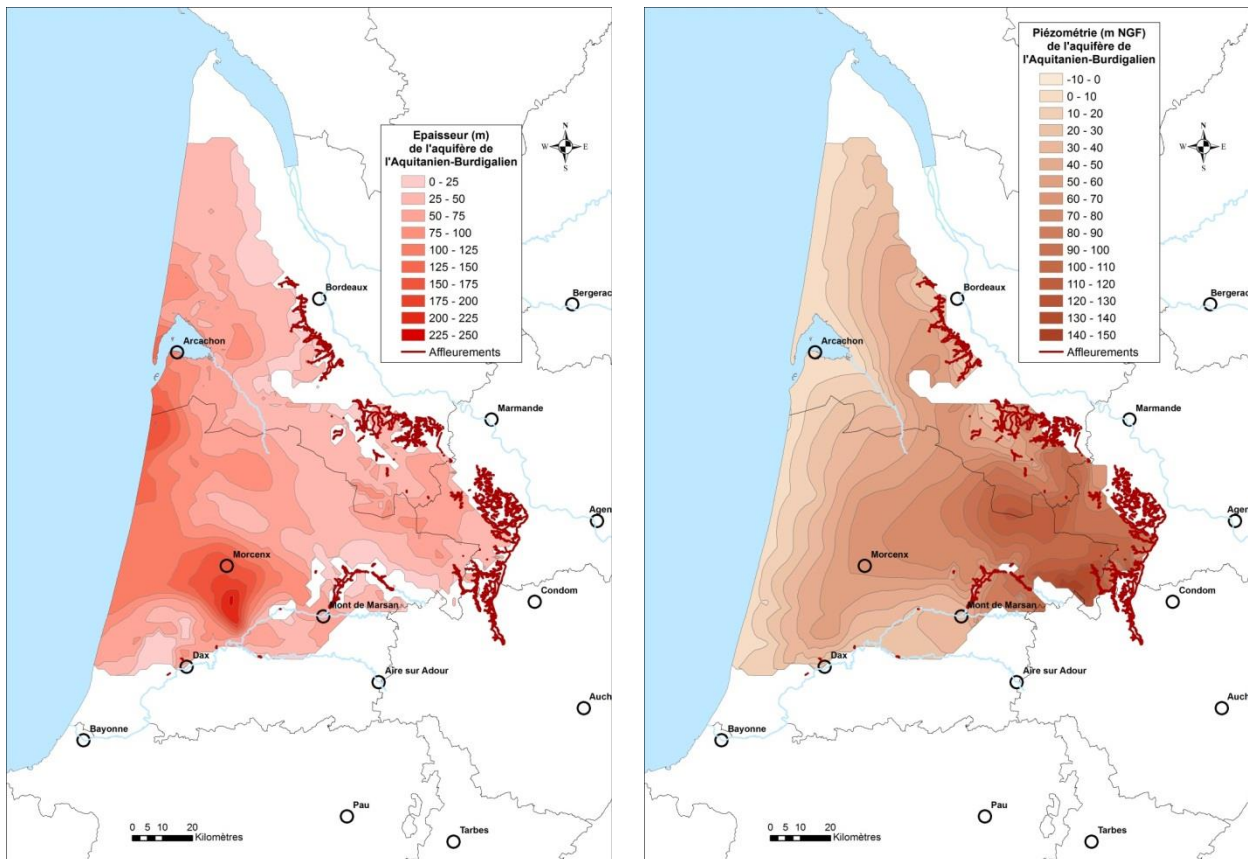 Epaisseur (m)
de l'aquifère de
l'Aquitanien-Burdigalien
0 - 25
25 - 50
50 - 75
75 - 100
100 - 125
125 - 150
150 - 175
175 - 200
200 - 225
225 - 250
Affleurements
N
W E
S
Bordeaux
Bergerac
Arcachon
Marmande
Agen
Morcenx
Condom
Mont de Marsan
Dax
Aire sur Adour
Auch
Bayonne
Pau
Tarbes
0 5 10 20
Kilomètres
Piézométrie (m NGF)
de l'aquifère de
l'Aquitanien-Burdigalien
-10 - 0
0 - 10
10 - 20
20 - 30
30 - 40
40 - 50
50 - 60
60 - 70
70 - 80
80 - 90
90 - 100
100 - 110
110 - 120
120 - 130
130 - 140
140 - 150
Affleurements
N
W E
S
Bordeaux
Bergerac
Arcachon
Marmande
Agen
Morcenx
Condom
Mont de Marsan
Dax
Aire sur Adour
Auch
Bayonne
Pau
Tarbes
0 5 10 20
Kilomètres